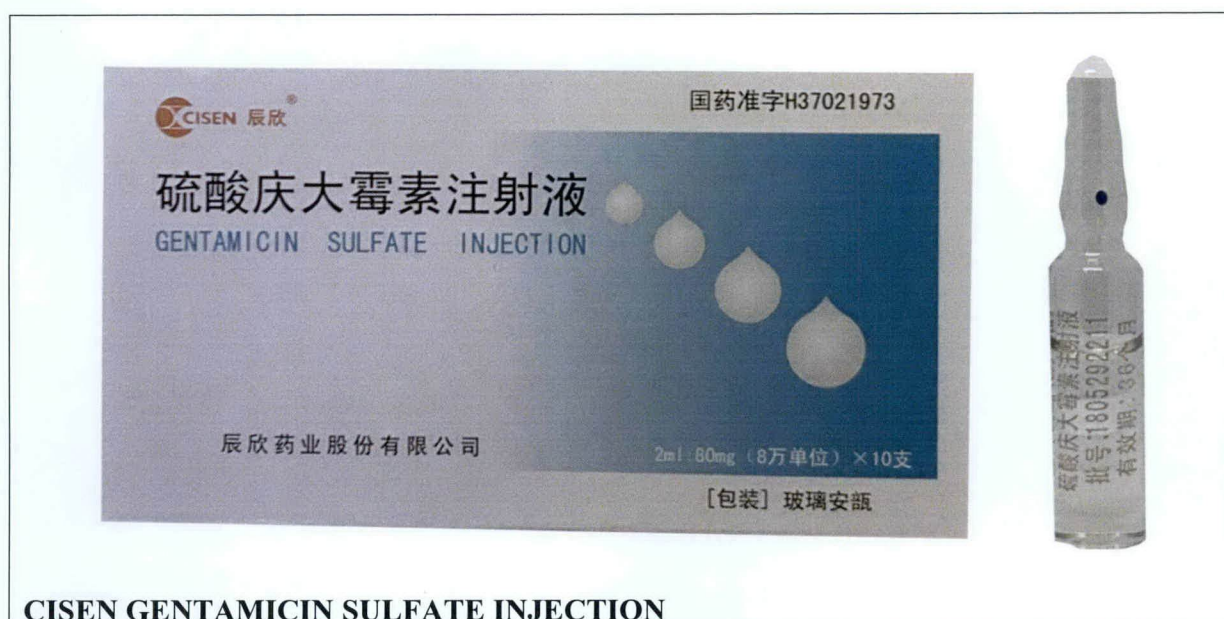 CISEN 辰欣®
国药准字H37021973
硫酸庆大霉素注射液
GENTAMICIN SULFATE INJECTION
辰欣药业股份有限公司
2ml:80mg（8万单位）×10支
[包装] 玻璃安瓿
硫酸庆大霉素注射液
批号:1805292211
有效期:36个月
CISEN GENTAMICIN SULFATE INJECTION